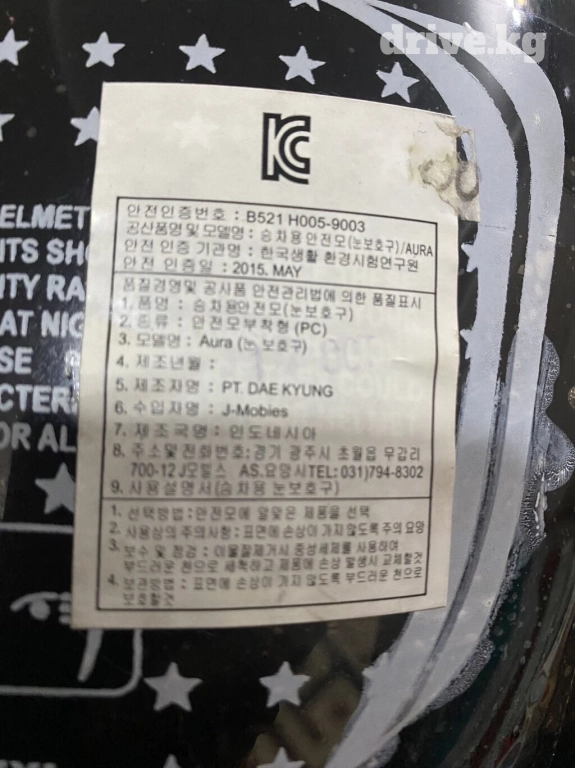 drive.kg
KC
안전인증번호 : B521 H005-9003
공산품명 및 모델명 : 승차용안전모(눈보호구)/AURA
안전 인증 기관명 : 한국생활 환경시험연구원
안전 인증일 : 2015. MAY
품질경영및 공시품 안전관리법에 의한 품질표시
1. 품명 : 승차용안전모(눈보호구)
2. 종류 : 안전모부착형 (PC)
3. 모델명 : Aura (눈보호구)
4. 제조년월 :
5. 제조자명 : PT. DAE KYUNG
6. 수입자명 : J-Mobies
7. 제조국명 : 인도네시아
8. 주소및 전화번호:경기 광주시 초월읍 무갑리
700-12 J모빌스 AS.요망시TEL: 031)794-8302
9. 사용설명서(승차용 눈보호구)
1. 선택방법:안전모에 알맞은 제품을 선택
2. 사용상의 주의사항: 표면에 손상이 가지 않도록 주의 요망
3. 보수 및 점검 : 이물질제거시 중성세제를 사용하여
부드러운 천으로 세척하고 제품에 손상 발생시 교체할것
4. 보관방법 : 표면에 손상이 가지 않도록 부드러운 천으로
보호할것
ELMET
ITS SH
ITY RA
AT NIG
SE
CTER
OR AL